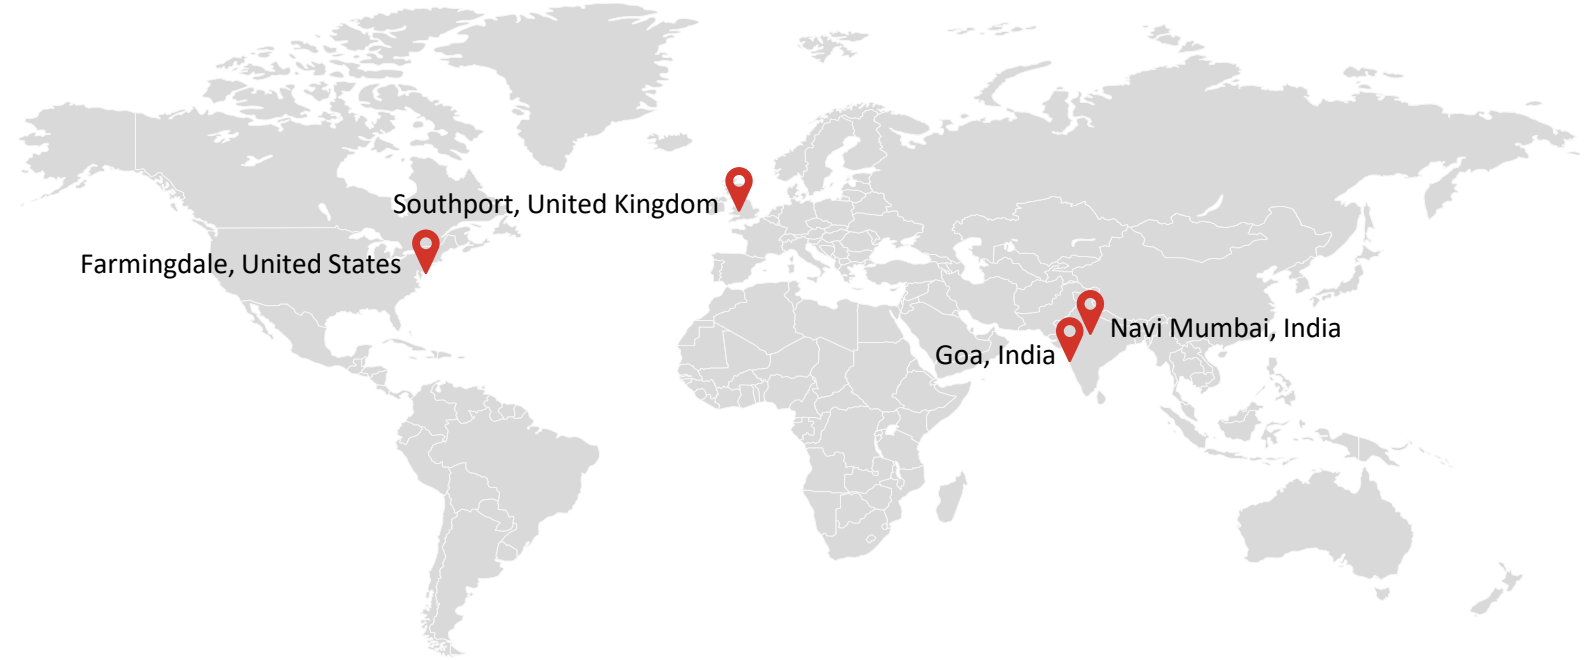 Southport, United Kingdom
Farmingdale, United States
Navi Mumbai, India
Goa, India